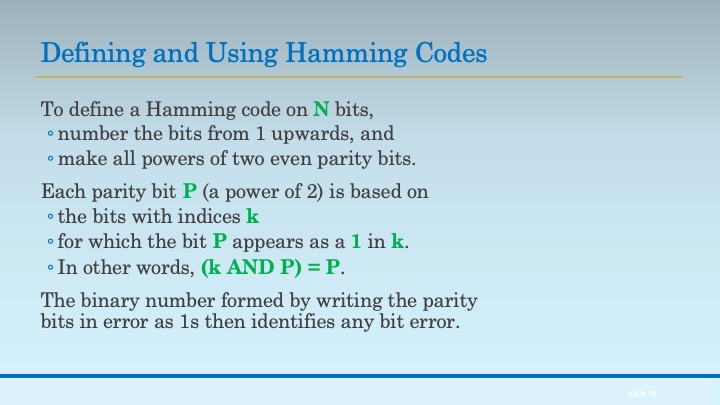 Defining and Using Hamming Codes
To define a Hamming code on N bits,
◦ number the bits from 1 upwards, and
◦ make all powers of two even parity bits.
Each parity bit P (a power of 2) is based on
◦ the bits with indices k
◦ for which the bit P appears as a 1 in k.
◦ In other words, (k AND P) = P.
The binary number formed by writing the parity
bits in error as 1s then identifies any bit error.
slide